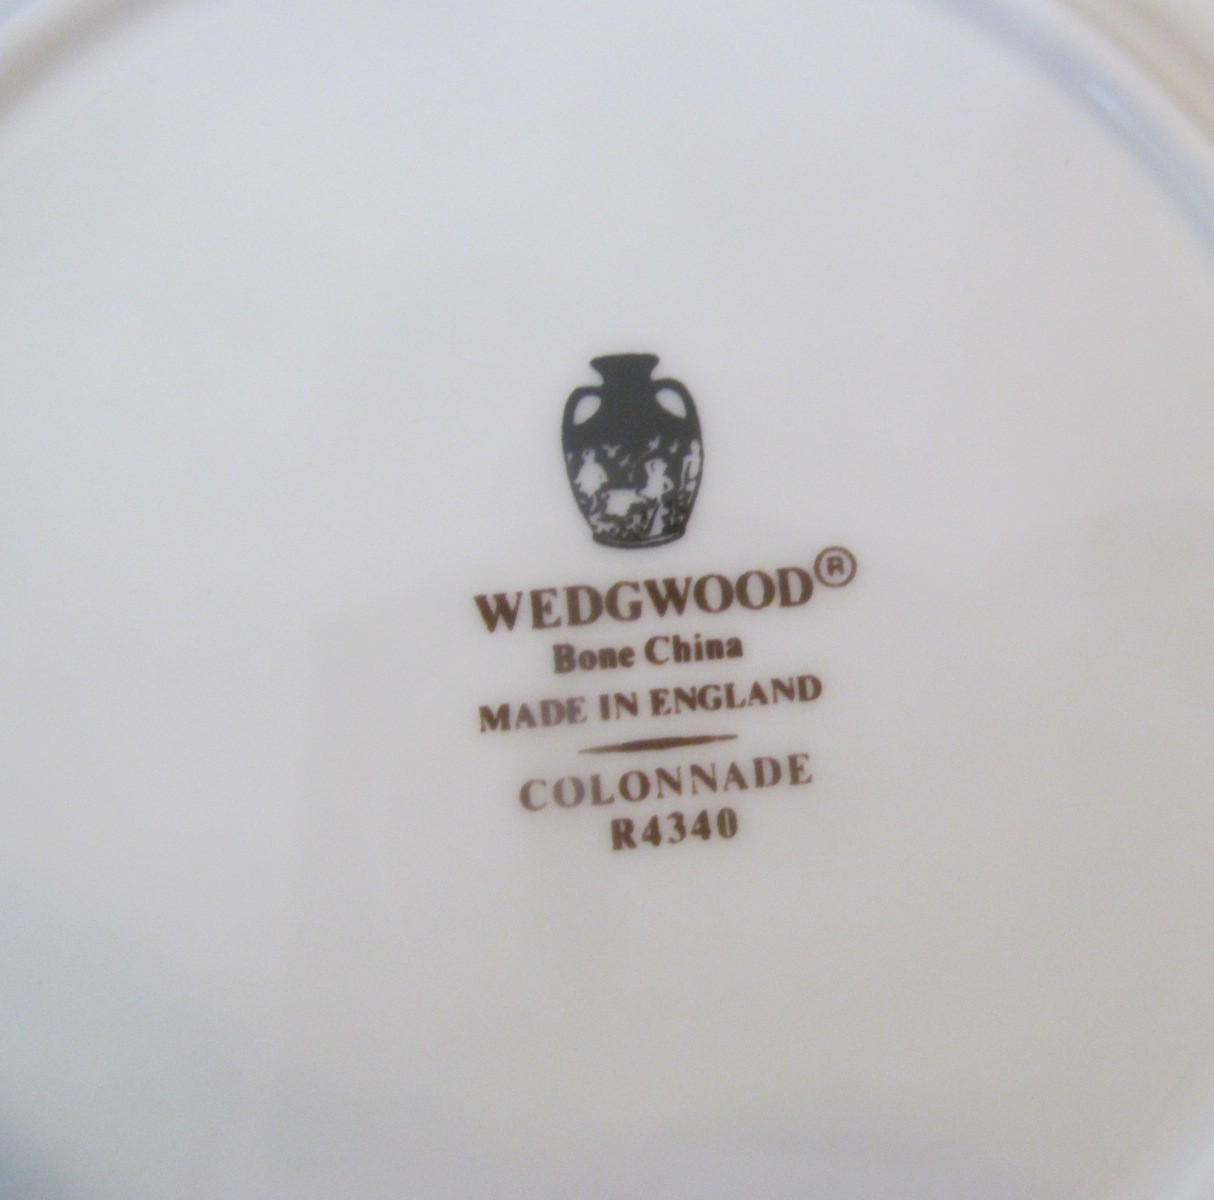 WEDGWOOD®
Bone China
MADE IN ENGLAND
COLONNADE
R4340